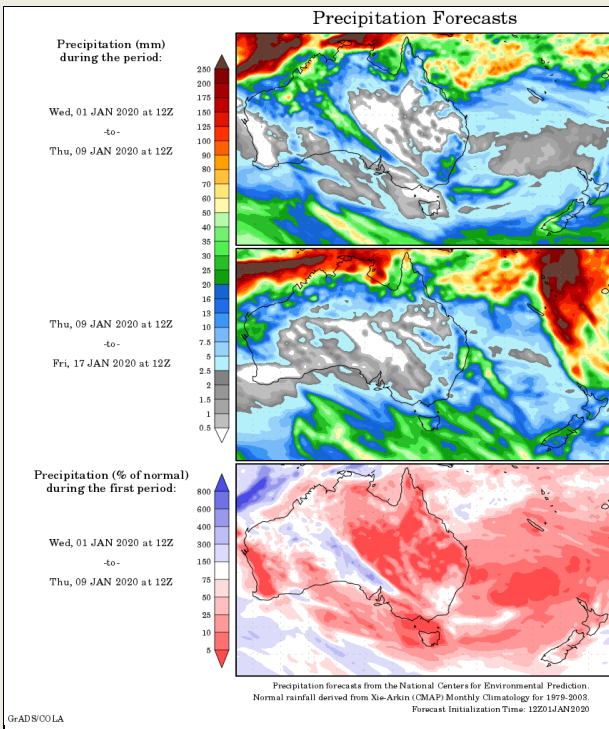 Precipitation Forecasts
Precipitation (mm)
during the period:
Wed, 01 JAN 2020 at 12Z
-to-
Thu, 09 JAN 2020 at 12Z
250
200
175
150
125
100
90
80
70
60
50
40
35
30
25
20
16
13
10
7.5
5
2.5
2
1.5
1
0.5
Thu, 09 JAN 2020 at 12Z
-to-
Fri, 17 JAN 2020 at 12Z
Precipitation (% of normal)
during the first period:
Wed, 01 JAN 2020 at 12Z
-to-
Thu, 09 JAN 2020 at 12Z
800
600
400
300
150
75
50
25
10
5
Precipitation forecasts from the National Centers for Environmental Prediction.
Normal rainfall derived from Xie-Arkin (CMAP) Monthly Climatology for 1979-2003.
Forecast Initialization Time: 12Z01JAN2020
GrADS/COLA